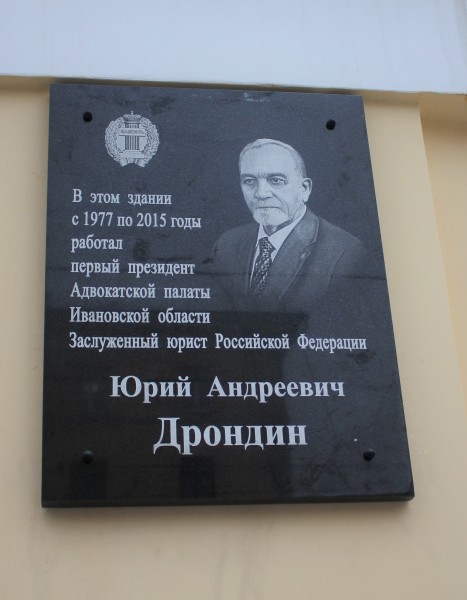 В этом здании
с 1977 по 2015 годы
работал
первый президент
Адвокатской палаты
Ивановской области
Заслуженный юрист Российской Федерации
Юрий Андреевич
Дрондин